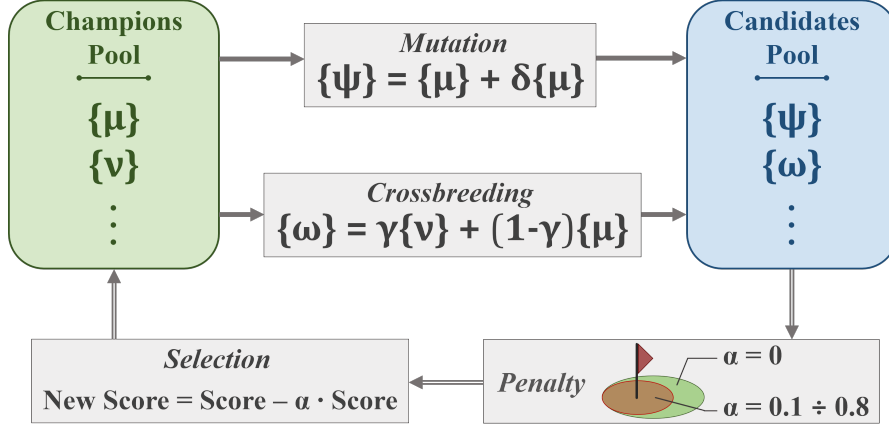 Champions
Pool
{μ}
{ν}
Mutation
{ψ} = {μ} + δ{μ}
Crossbreeding
{ω} = γ{ν} + (1-γ){μ}
Candidates
Pool
{ψ}
{ω}
Selection
New Score = Score – α · Score
Penalty
α = 0
α = 0.1 ÷ 0.8